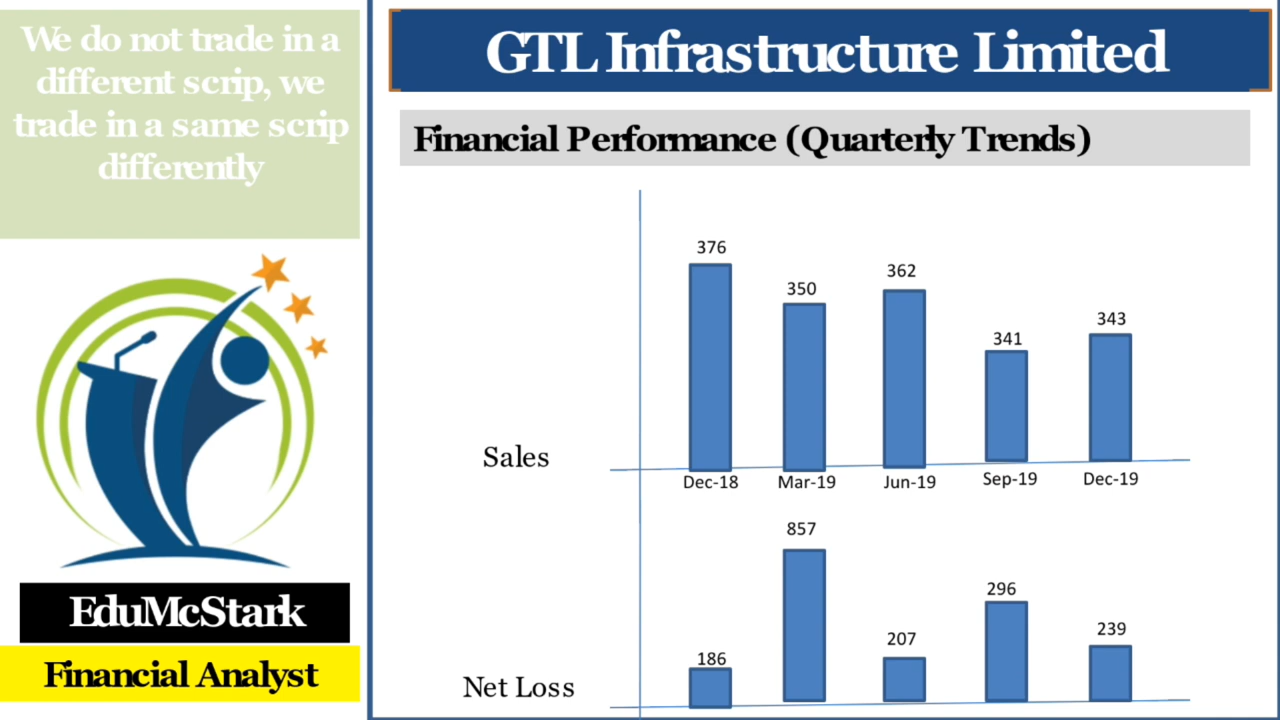 We do not trade in a
different scrip, we
trade in a same scrip
differently
EduMcStark
Financial Analyst
GTL Infrastructure Limited
Financial Performance (Quarterly Trends)
376
350
362
341
343
Sales
Dec-18
Mar-19
Jun-19
Sep-19
Dec-19
186
857
207
296
239
Net Loss